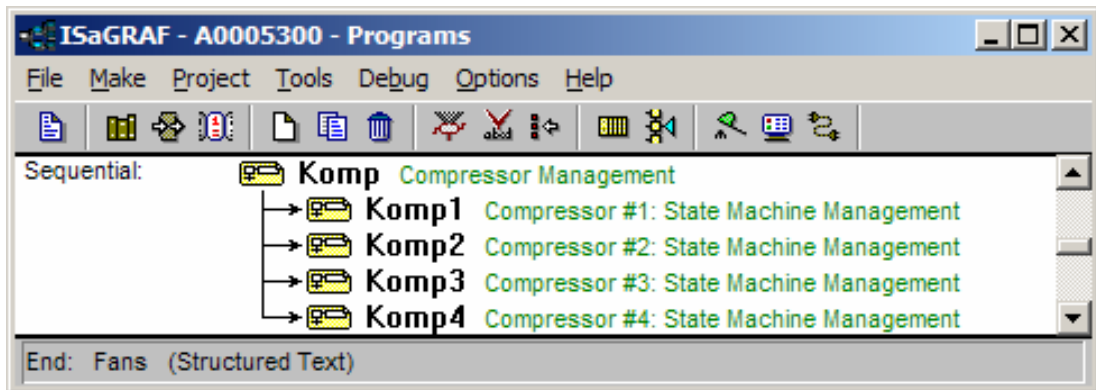 ISaGRAF - A0005300 - Programs
File Make Project Tools Debug Options Help
Sequential: Komp Compressor Management
Komp1 Compressor #1: State Machine Management
Komp2 Compressor #2: State Machine Management
Komp3 Compressor #3: State Machine Management
Komp4 Compressor #4: State Machine Management
End: Fans (Structured Text)